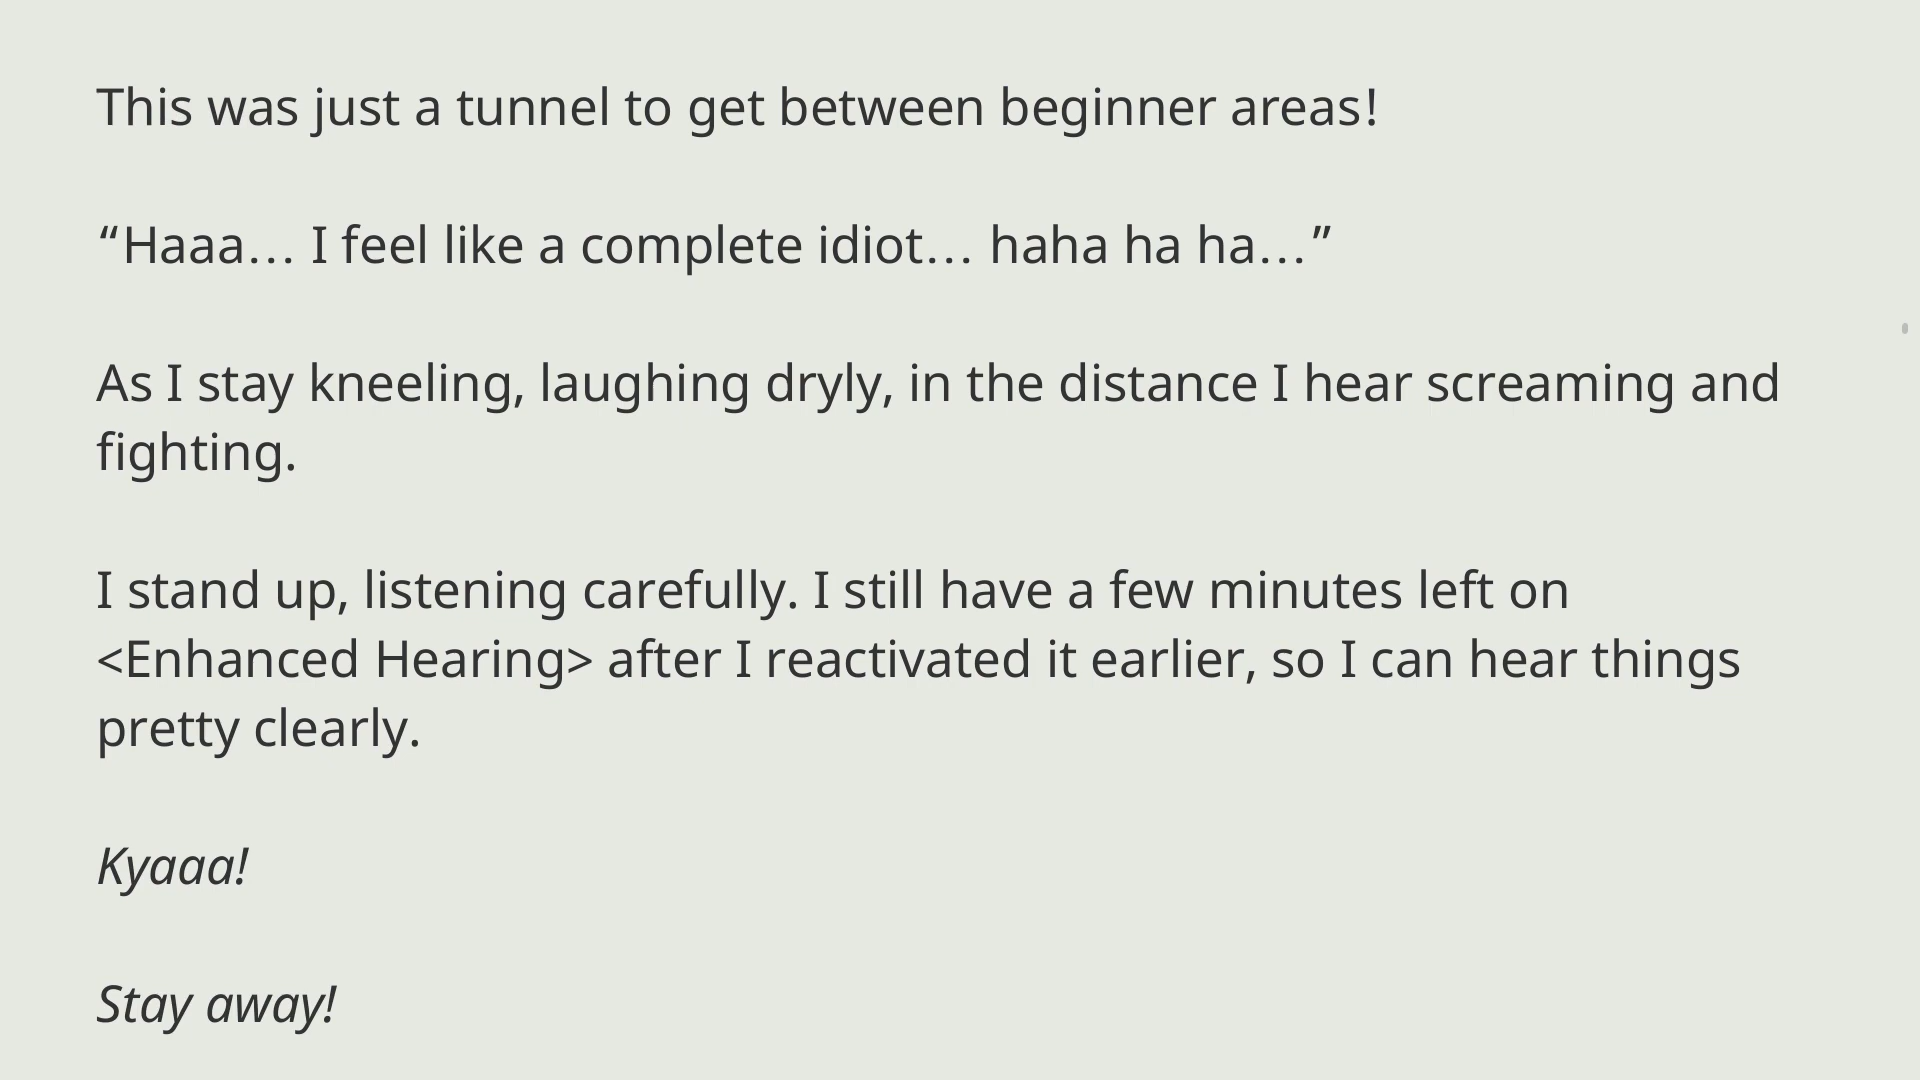 This was just a tunnel to get between beginner areas!
“Haaa… I feel like a complete idiot… haha ha ha…”
As I stay kneeling, laughing dryly, in the distance I hear screaming and
fighting.
I stand up, listening carefully. I still have a few minutes left on
<Enhanced Hearing> after I reactivated it earlier, so I can hear things
pretty clearly.
Kyaaa!
Stay away!